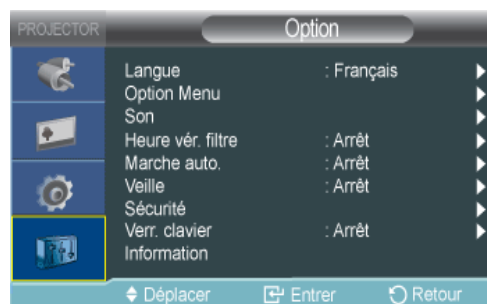 PROJECTOR
Option
Langue : Français
Option Menu
Son
Heure vér. filtre : Arrêt
Marche auto. : Arrêt
Veille : Arrêt
Sécurité
Verr. clavier : Arrêt
Information
Déplacer Entrer Retour